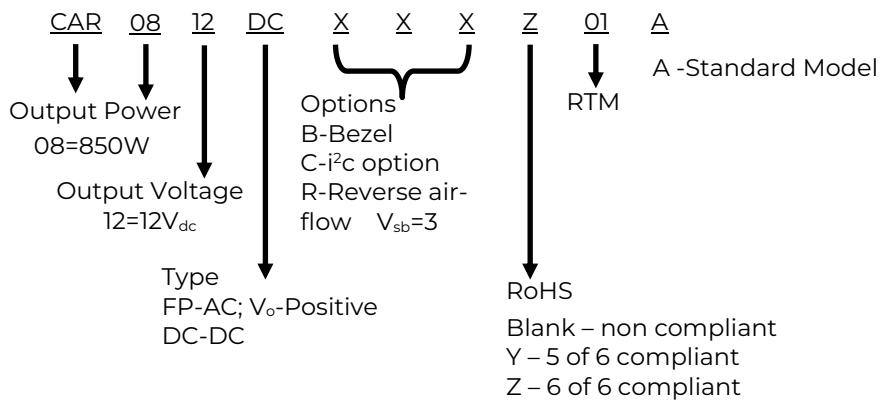 CAR 08 12 DC X X X Z 01 A
A -Standard Model
RTM
Output Power
08=850W
Output Voltage
12=12Vdc
Options
B-Bezel
C-i²c option
R-Reverse air-
flow Vsb=3
Type
FP-AC; Vo-Positive
DC-DC
RoHS
Blank – non compliant
Y – 5 of 6 compliant
Z – 6 of 6 compliant